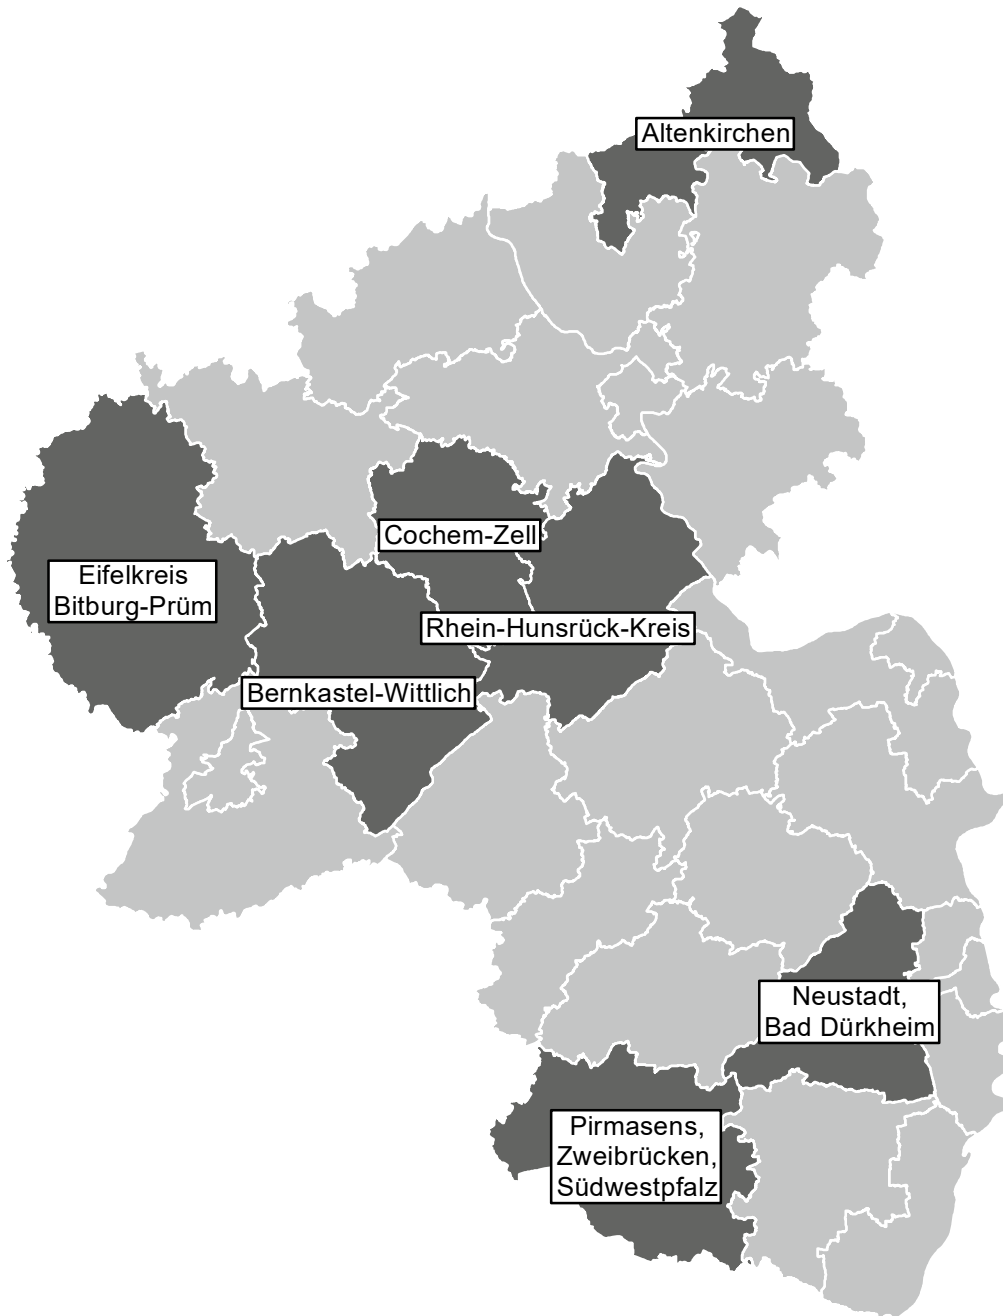 Altenkirchen
Cochem-Zell
Eifelkreis
Bitburg-Prüm
Rhein-Hunsrück-Kreis
Bernkastel-Wittlich
Neustadt,
Bad Dürkheim
Pirmasens,
Zweibrücken,
Südwestpfalz